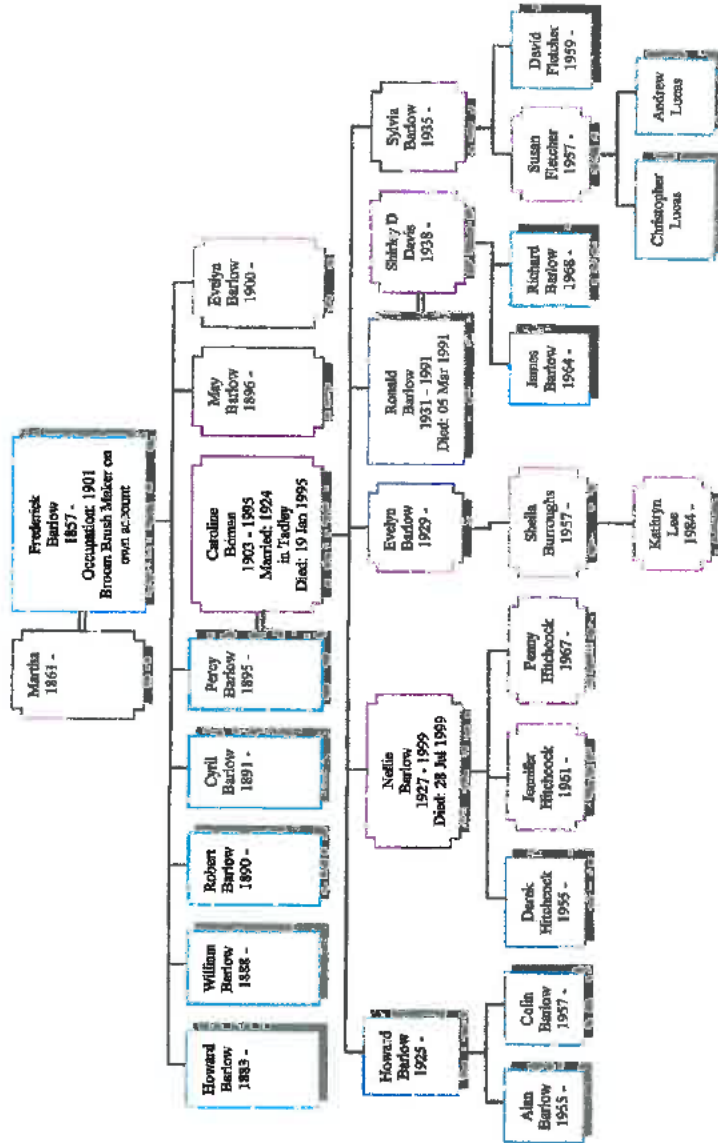 Martha
1861 -
Frederick
Barlow
1857 -
Occupation: 1901
Broom Brush Maker on
own account
Howard
Barlow
1883 -
William
Barlow
1888 -
Robert
Barlow
1890 -
Cyril
Barlow
1891 -
Percy
Barlow
1895 -
Caroline
1903 - 1995
Married: 1924
in Tadley
Died: 19 Jan 1995
May
Barlow
1896 -
Evelyn
Barlow
1900 -
Howard
Barlow
1925 -
Nellie
Barlow
1927 - 1999
Died: 28 Jul 1999
Evelyn
Barlow
1929 -
Ronald
Barlow
1931 - 1991
Died: 05 Mar 1991
Shirley D
Davis
1938 -
Sylvia
Barlow
1935 -
Alan
Barlow
1955 -
Colin
Barlow
1957 -
Derek
Hitchcock
1955 -
Jennifer
Hitchcock
1961 -
Penny
Hitchcock
1967 -
Sheila
Burroughs
1957 -
James
Barlow
1964 -
Richard
Barlow
1968 -
Susan
Fletcher
1957 -
David
Fletcher
1959 -
Kathryn
Lee
1984 -
Christopher
Lucas
Andrew
Lucas